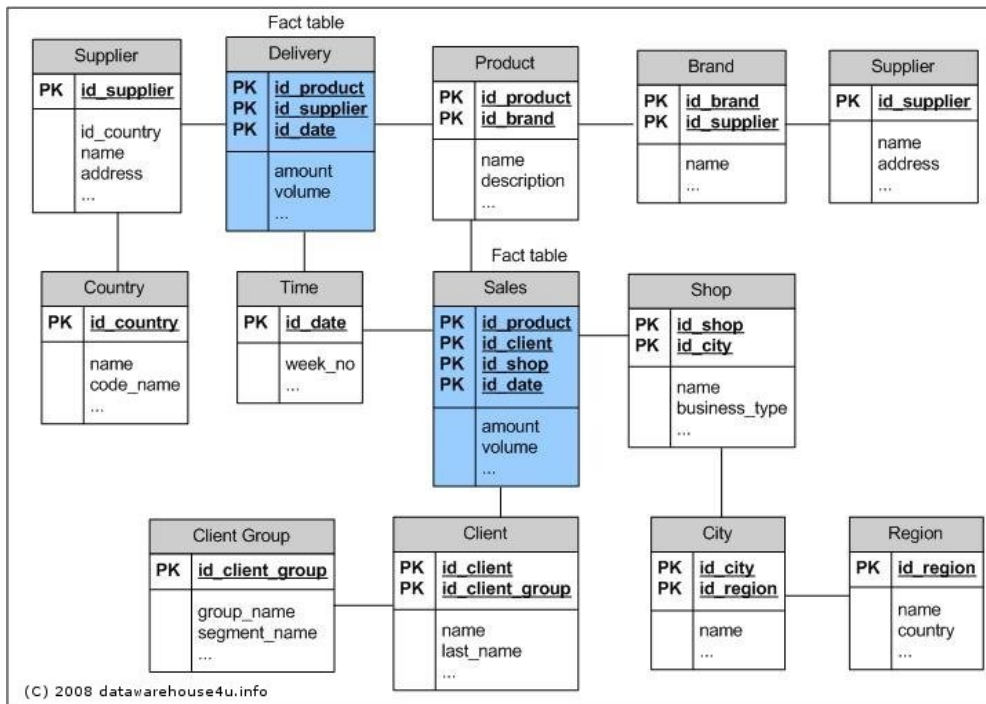 Fact table
Supplier
PK id_supplier
id_country
name
address
...
Delivery
PK id_product
PK id_supplier
PK id_date
amount
volume
...
Product
PK id_product
PK id_brand
name
description
...
Brand
PK id_brand
PK id_supplier
name
...
Supplier
PK id_supplier
name
address
...
Country
PK id_country
name
code_name
...
Time
PK id_date
week_no
...
Fact table
Sales
PK id_product
PK id_client
PK id_shop
PK id_date
amount
volume
...
Shop
PK id_shop
PK id_city
name
business_type
...
Client Group
PK id_client_group
group_name
segment_name
...
Client
PK id_client
PK id_client_group
name
last_name
...
City
PK id_city
PK id_region
name
...
Region
PK id_region
name
country
...
(C) 2008 datawarehouse4u.info